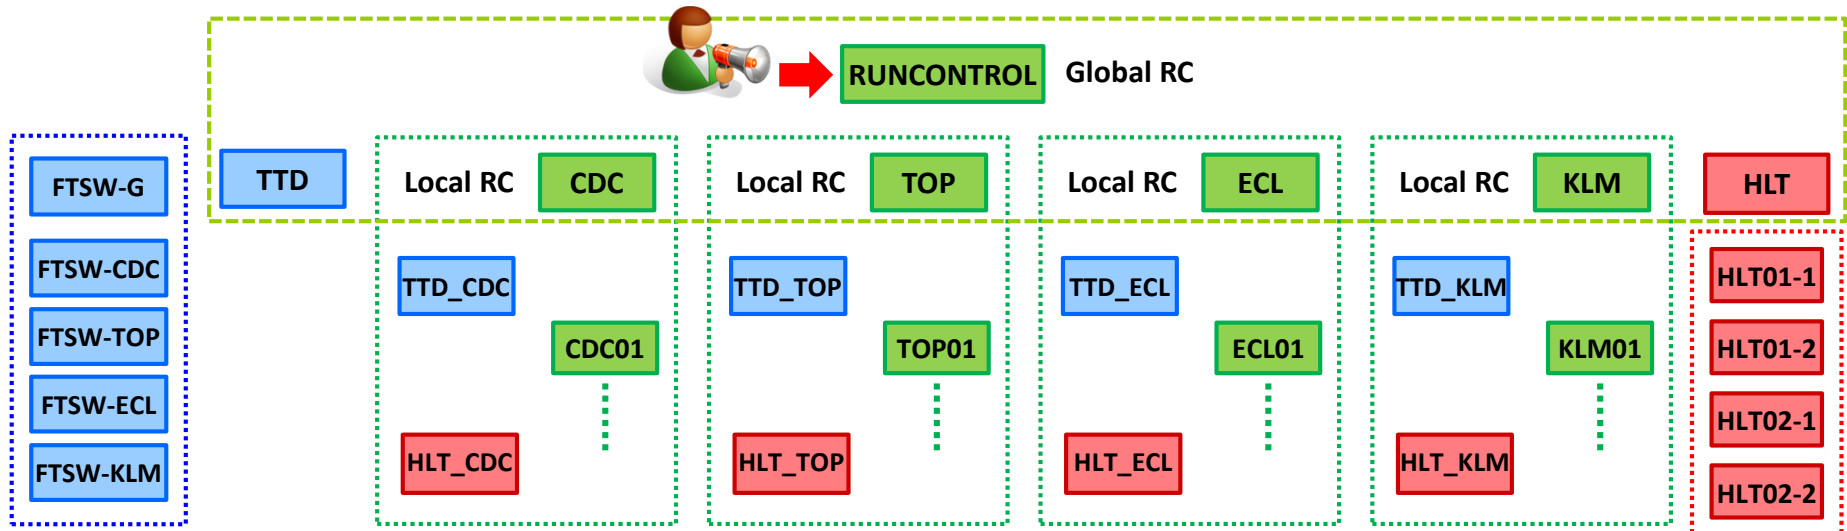 RUNCONTROL Global RC
FTSW-G
TTD
Local RC CDC
Local RC TOP
Local RC ECL
Local RC KLM
HLT
FTSW-CDC
FTSW-TOP
FTSW-ECL
FTSW-KLM
TTD_CDC
CDC01
HLT_CDC
TTD_TOP
TOP01
HLT_TOP
TTD_ECL
ECL01
HLT_ECL
TTD_KLM
KLM01
HLT_KLM
HLT01-1
HLT01-2
HLT02-1
HLT02-2